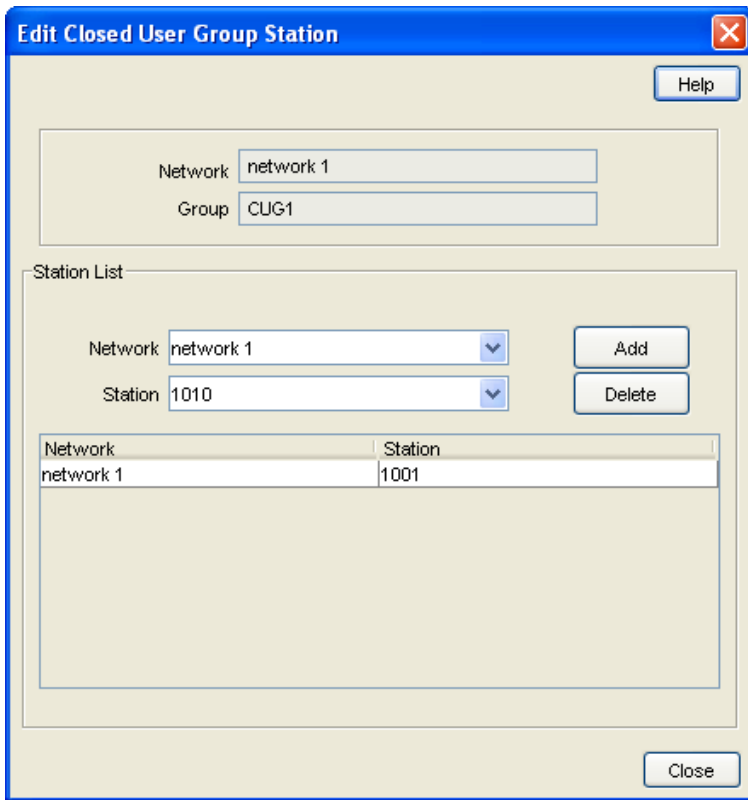 Edit Closed User Group Station
Help
Network network 1
Group CUG1
Station List
Network network 1 Add
Station 1010 Delete
Network Station
network 1 1001
Close